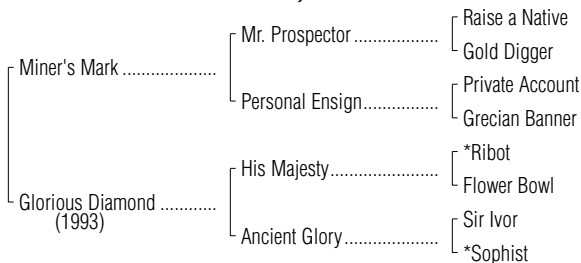 Raise a Native
Mr. Prospector ..................
Gold Digger
Miner's Mark ....................
Private Account
Personal Ensign................
Grecian Banner
*Ribot
His Majesty.......................
Flower Bowl
Glorious Diamond ............
(1993)
Sir Ivor
Ancient Glory....................
*Sophist